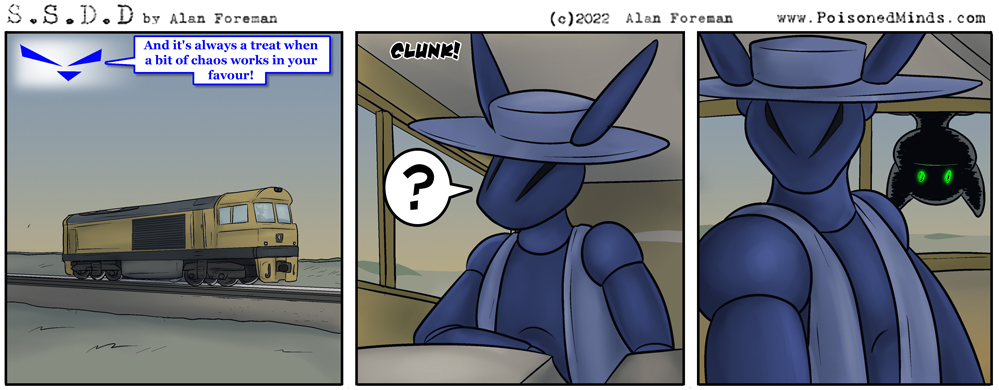 S.S.D.D by Alan Foreman (c)2022 Alan Foreman www.PoisonedMinds.com
And it's always a treat when
a bit of chaos works in your
favour!
CLUNK!
?